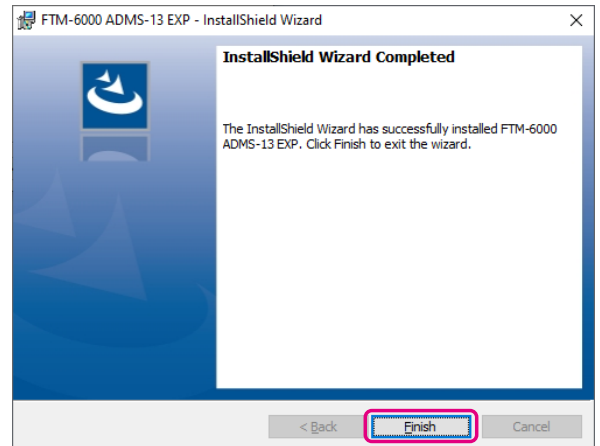 FTM-6000 ADMS-13 EXP - InstallShield Wizard
InstallShield Wizard Completed
The InstallShield Wizard has successfully installed FTM-6000
ADMS-13 EXP. Click Finish to exit the wizard.
< Back Finish Cancel